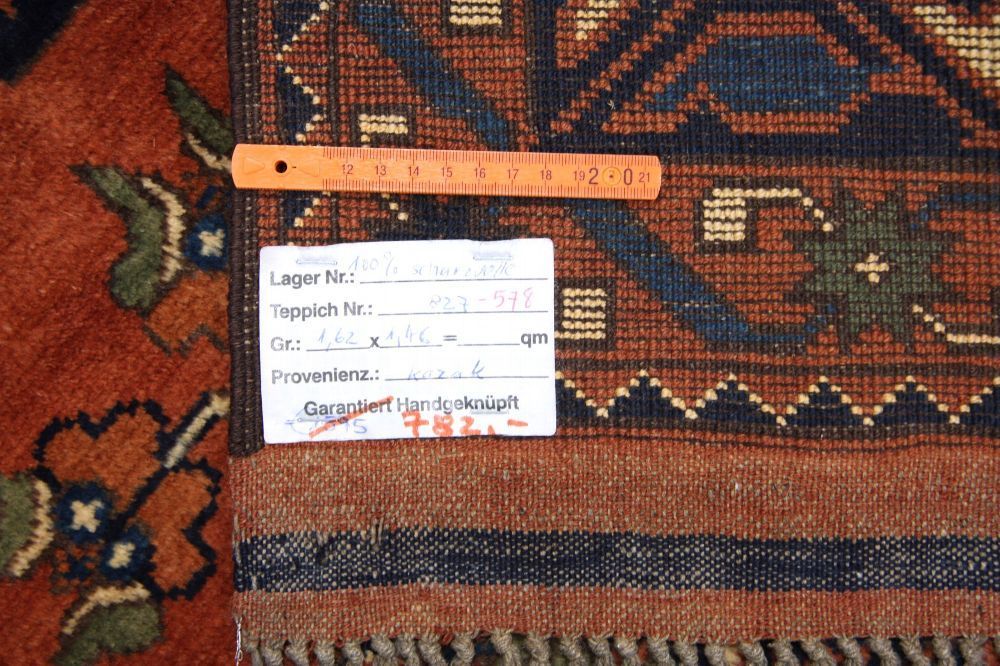 12 13 14 15 16 17 18 19 20 21
Lager Nr.: 100% schurwolle
Teppich Nr.: 827-578
Gr.: 1,62 x 1,46 = qm
Provenienz.: kazak
Garantiert Handgeknüpft
782,-